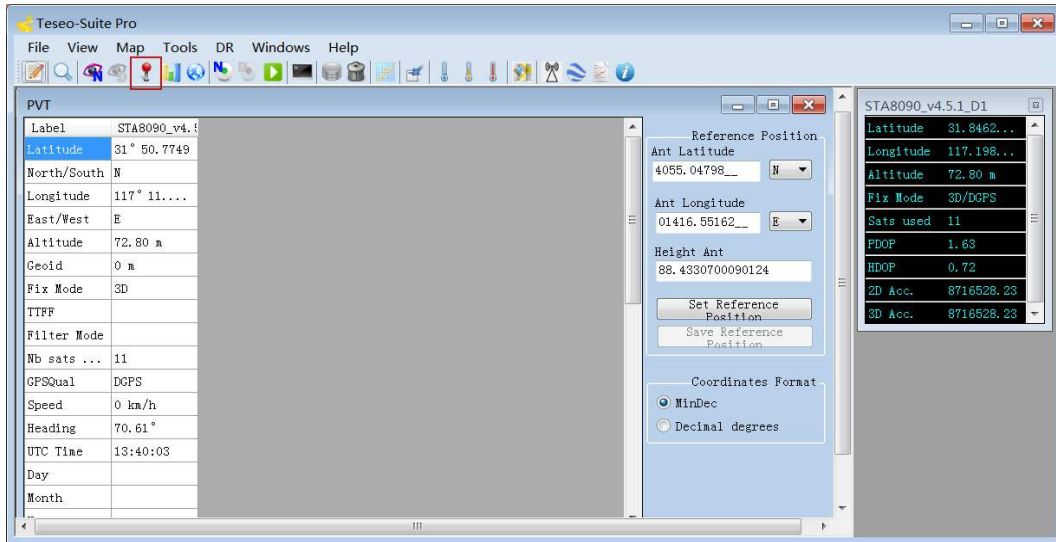 Teseo-Suite Pro
File View Map Tools DR Windows Help
PVT
Label STA8090_v4.5
Latitude 31° 50.7749
North/South N
Longitude 117° 11....
East/West E
Altitude 72.80 m
Geoid 0 m
Fix Mode 3D
TTFF
Filter Mode
Nb sats ... 11
GPSQual DGPS
Speed 0 km/h
Heading 70.61°
UTC Time 13:40:03
Day
Month
Reference Position
Ant Latitude
4055.04798__ N
Ant Longitude
01416.55162__ E
Height Ant
88.4330700090124
Set Reference
Position
Save Reference
Position
Coordinates Format
MinDec
Decimal degrees
STA8090_v4.5.1_D1
Latitude 31.8462...
Longitude 117.198...
Altitude 72.80 m
Fix Mode 3D/DGPS
Sats used 11
PDOP 1.63
HDOP 0.72
2D Acc. 8716528.23
3D Acc. 8716528.23